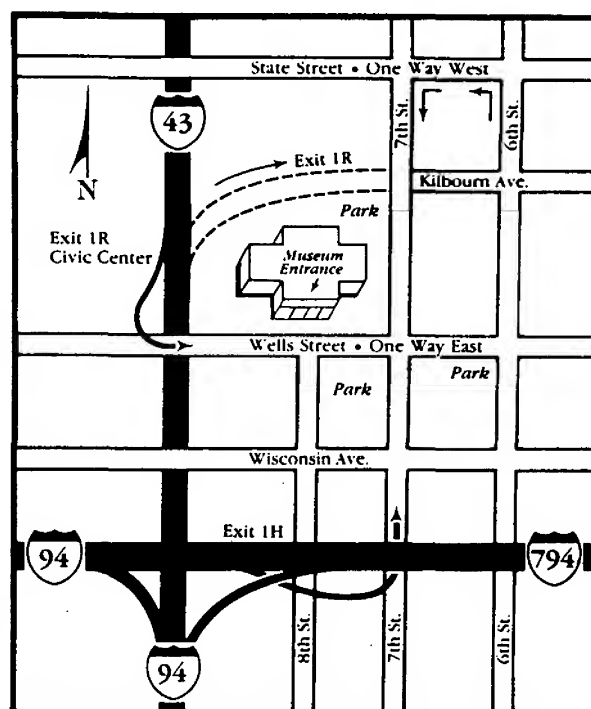 State Street • One Way West
43
7th St.
6th St.
N
Exit 1R
Kilbourn Ave.
Park
Exit 1R
Civic Center
Museum
Entrance
Wells Street • One Way East
Park
Park
Wisconsin Ave.
Exit 1H
94
794
8th St.
7th St.
6th St.
94